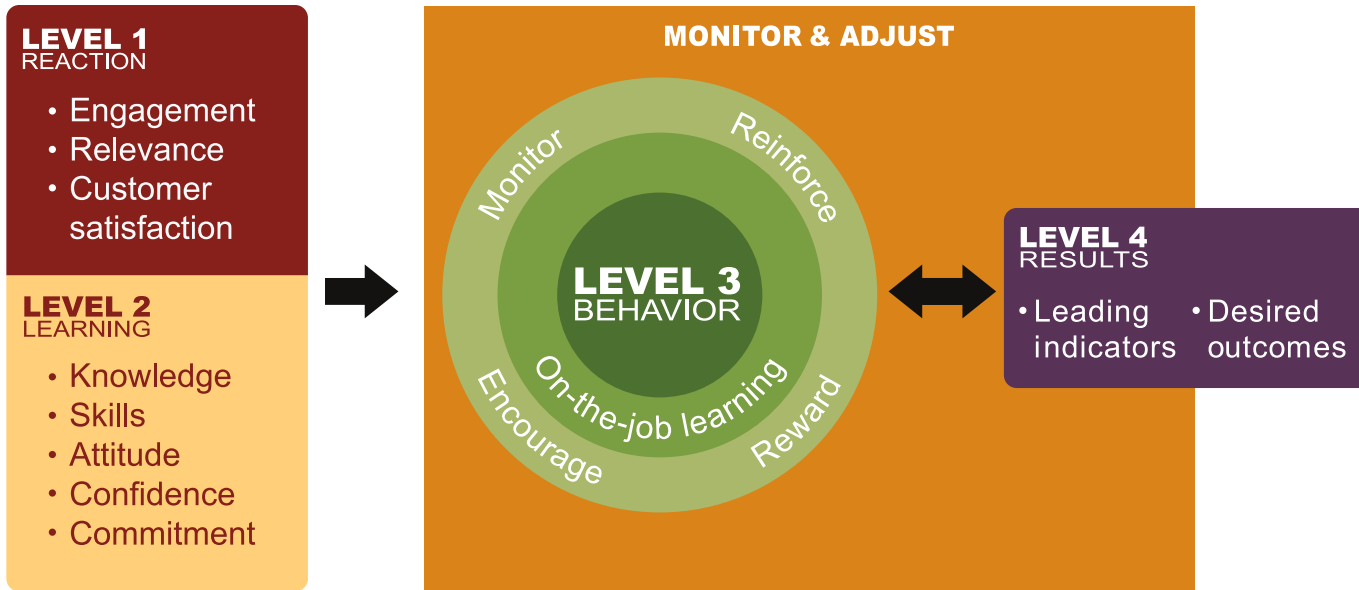 LEVEL 1
REACTION
• Engagement
• Relevance
• Customer
satisfaction
LEVEL 2
LEARNING
• Knowledge
• Skills
• Attitude
• Confidence
• Commitment
MONITOR & ADJUST
Monitor
Reinforce
LEVEL 3
BEHAVIOR
On-the-job learning
Encourage
Reward
LEVEL 4
RESULTS
• Leading
indicators
• Desired
outcomes